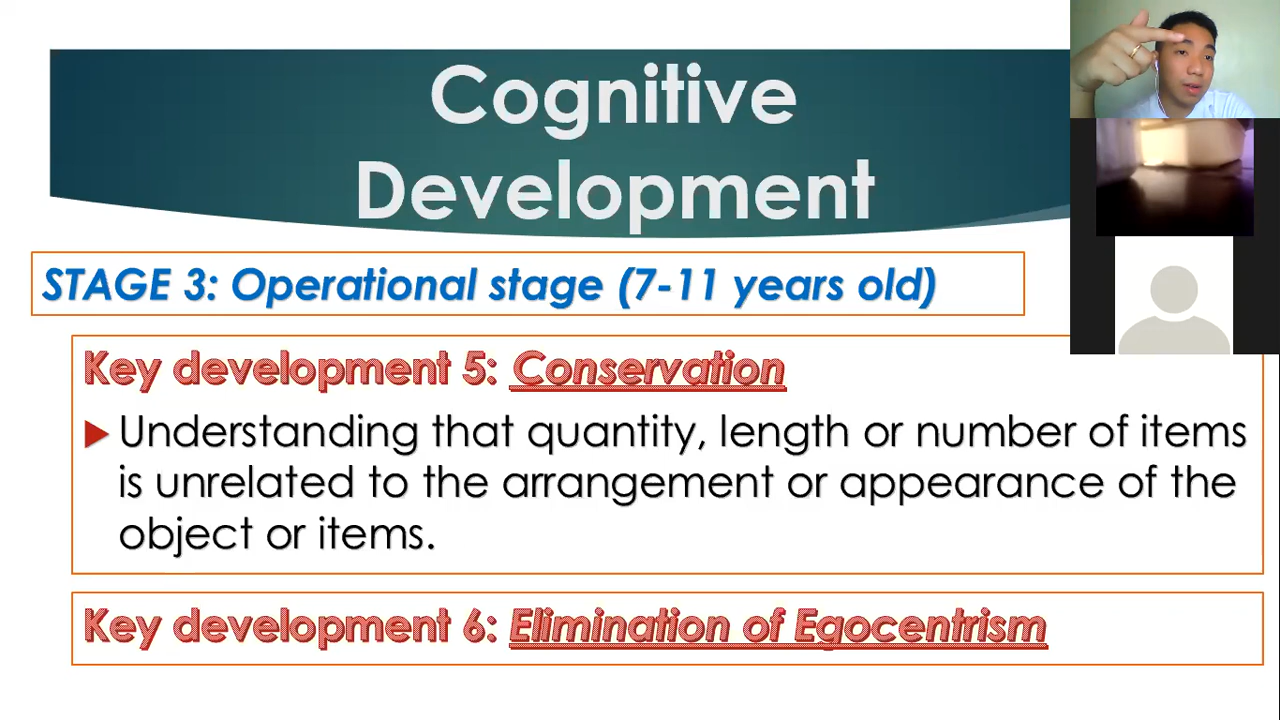 Cognitive
Development
STAGE 3: Operational stage (7-11 years old)
Key development 5: Conservation
Understanding that quantity, length or number of items
is unrelated to the arrangement or appearance of the
object or items.
Key development 6: Elimination of Egocentrism